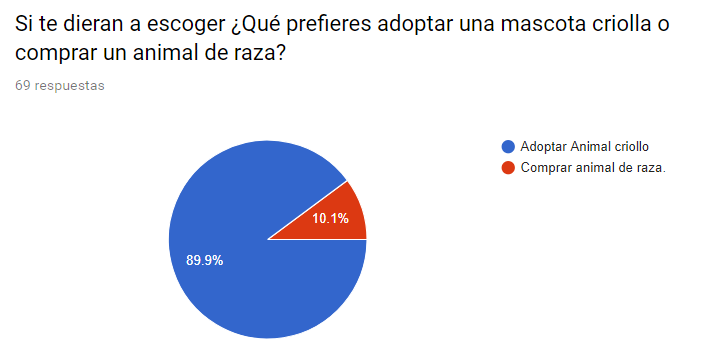 Si te dieran a escoger ¿Qué prefieres adoptar una mascota criolla o
comprar un animal de raza?
69 respuestas
Adoptar Animal criollo
Comprar animal de raza.
10.1%
89.9%